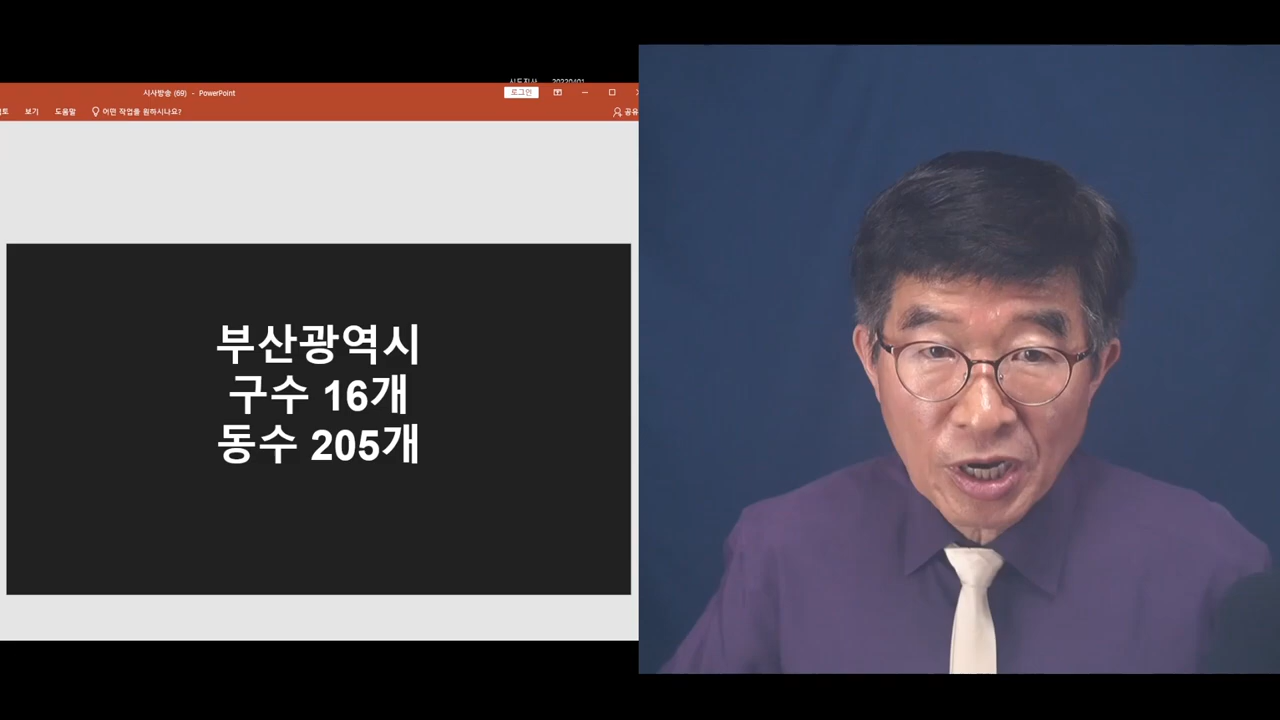 20220401
시사방송 (69) - PowerPoint
로그인
보기
도움말
어떤 작업을 원하시나요?
공유
부산광역시
구수 16개
동수 205개